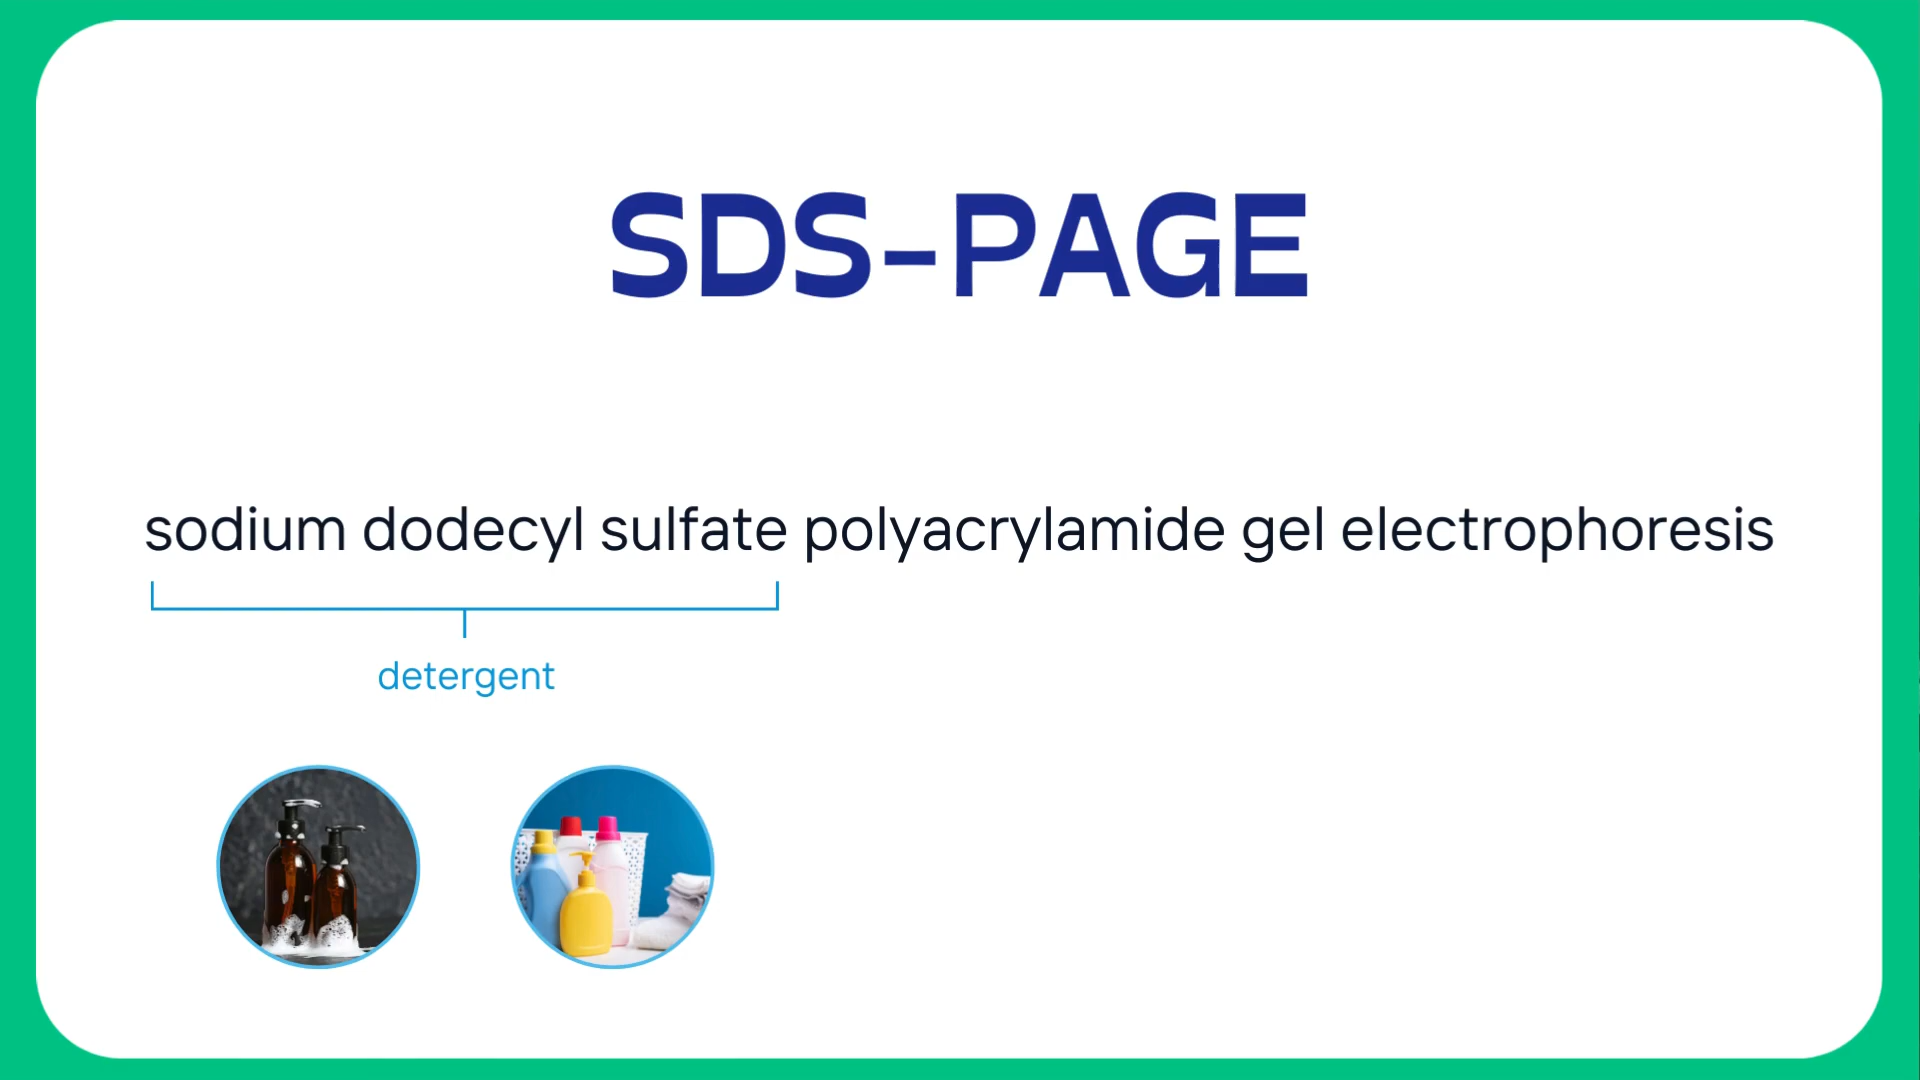 SDS-PAGE
sodium dodecyl sulfate polyacrylamide gel electrophoresis
detergent